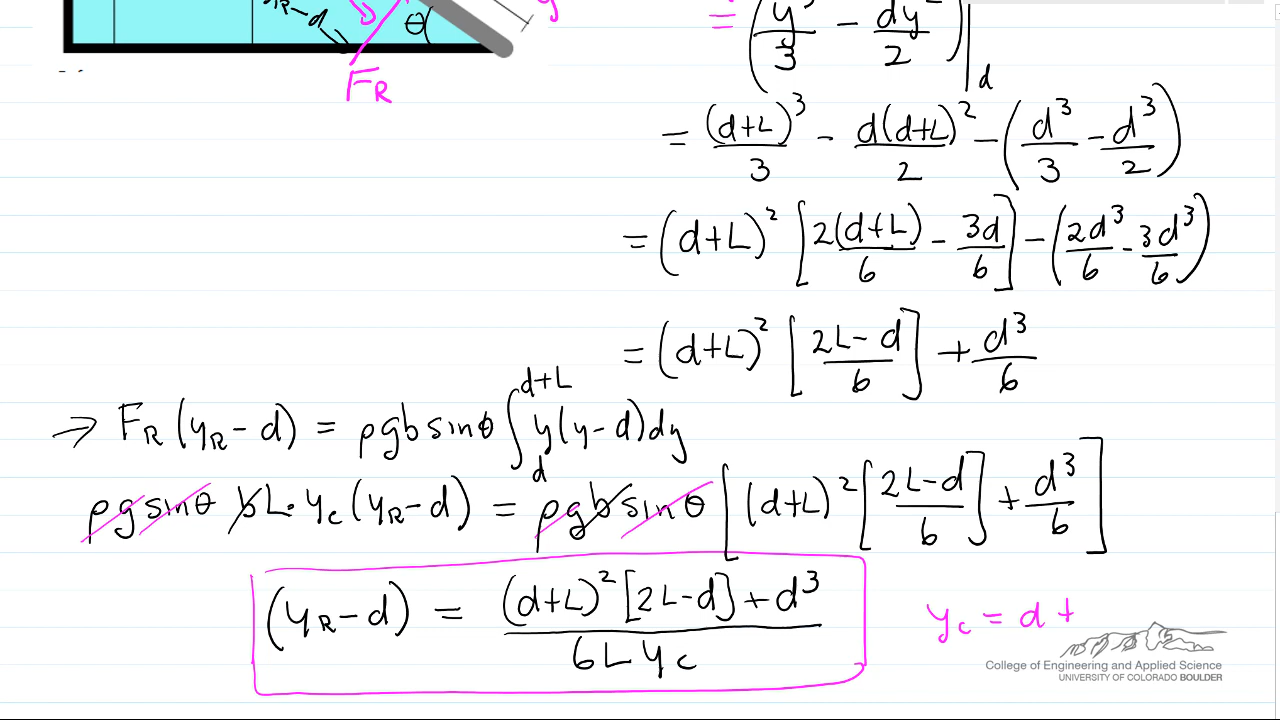 yR−d
θ
FR
= (y³/3 − dy²/2)|d
= (d+L)³/3 − d(d+L)²/2 − (d³/3 − d³/2)
= (d+L)² [2(d+L)/6 − 3d/6] − (2d³/6 − 3d³/6)
= (d+L)² [2L−d/6] + d³/6
⇒ FR (yR−d) = ρgb sinθ ∫d d+L y(y−d)dy
ρg sinθ bL·yc (yR−d) = ρgb sinθ [(d+L)² [2L−d/6] + d³/6]
(yR−d) = (d+L)² [2L−d] + d³ / 6L yc
yc = d +
College of Engineering and Applied Science
UNIVERSITY OF COLORADO BOULDER